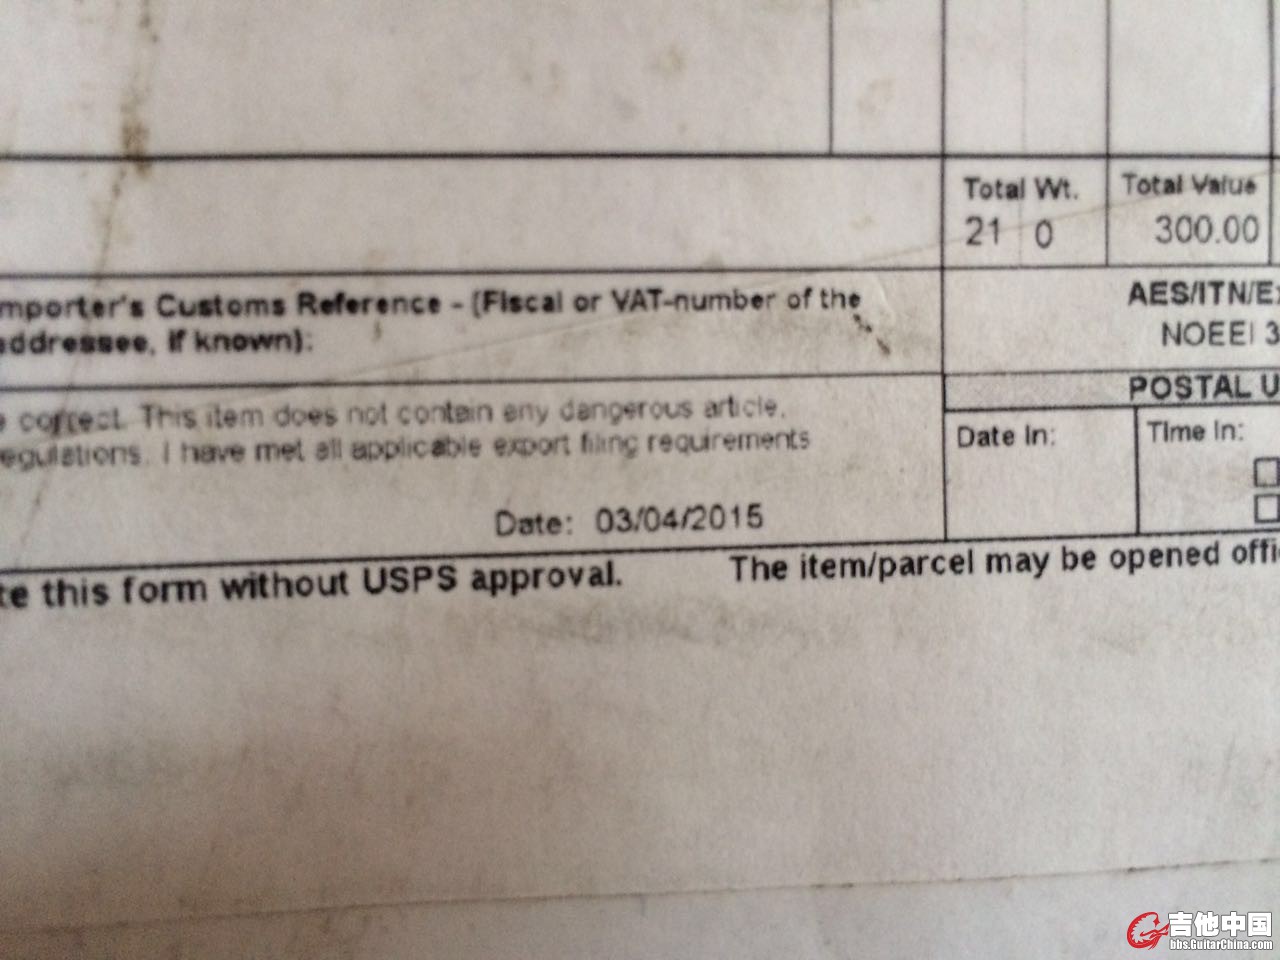 Total Wt.
Total Value
21 0
300.00
mporter's Customs Reference - (Fiscal or VAT-number of the
addressee, if known):
AES/ITN/E
NOEEI 3
POSTAL U
e correct. This item does not contain any dangerous article,
egulations. I have met all applicable export filing requirements
Date In:
Time In:
Date: 03/04/2015
te this form without USPS approval.
The item/parcel may be opened offi
吉他中国
bbs.GuitarChina.com